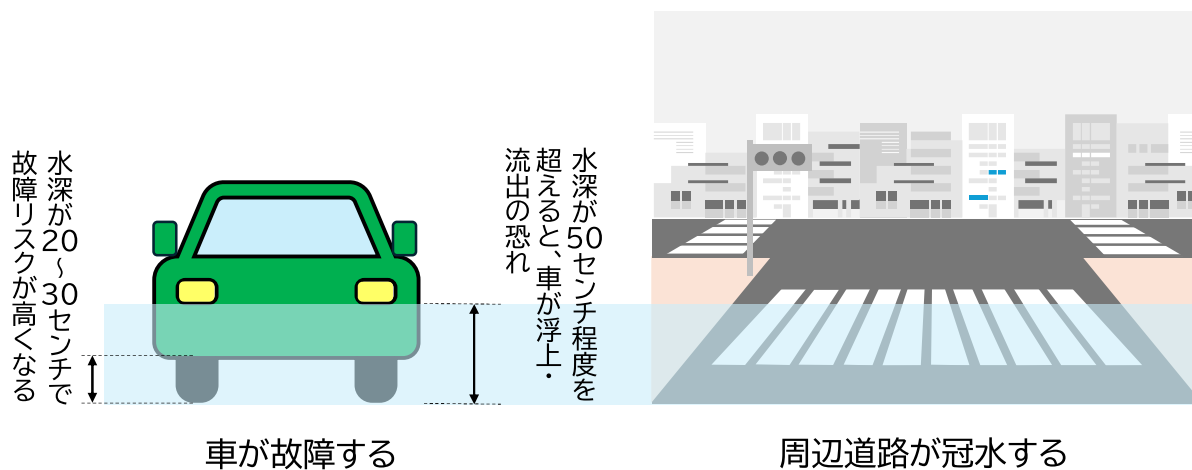 水深が20～30センチで
故障リスクが高くなる
水深が50センチ程度を
超えると、車が浮上・
流出の恐れ
車が故障する
周辺道路が冠水する